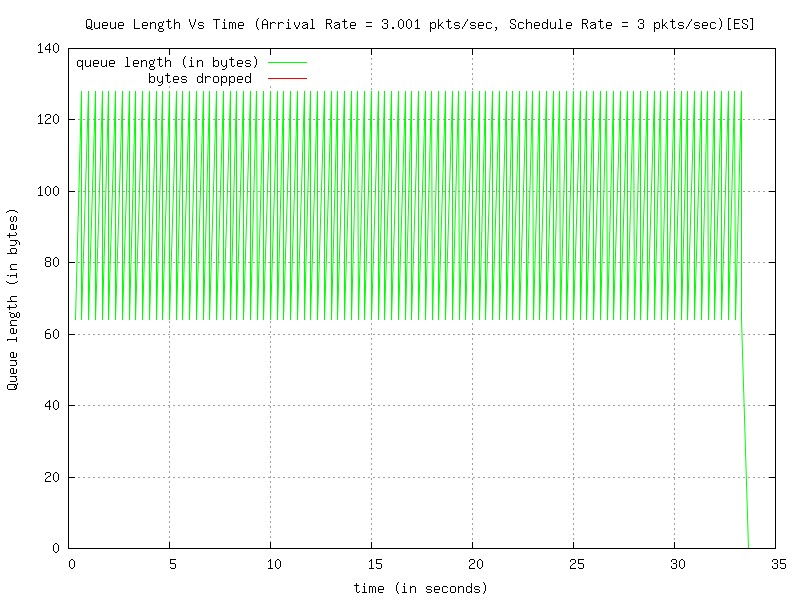 Queue Length Vs Time (Arrival Rate = 3.001 pkts/sec, Schedule Rate = 3 pkts/sec)[ES]
queue length (in bytes)
bytes dropped
Queue length (in bytes)
140
120
100
80
60
40
20
0
0 5 10 15 20 25 30 35
time (in seconds)